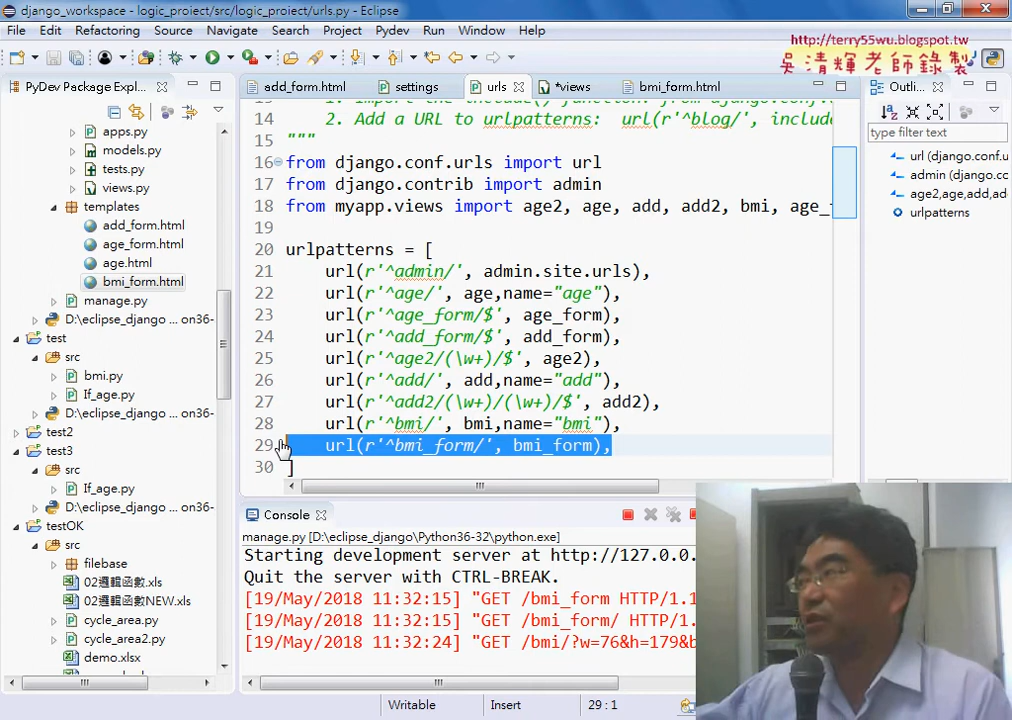 django_workspace - logic_project/src/logic_project/urls.py - Eclipse
File Edit Refactoring Source Navigate Search Project Pydev Run Window Help
http://terry55wu.blogspot.tw
吳清輝老師錄製
PyDev Package Expl...
add_form.html
settings
urls
*views
bmi_form.html
Outli...
type filter text
url (django.conf.u
admin (django.co
age2,age,add,ad
urlpatterns
apps.py
models.py
tests.py
views.py
templates
add_form.html
age_form.html
age.html
bmi_form.html
manage.py
D:\eclipse_django ... on36-
test
src
bmi.py
If_age.py
D:\eclipse_django ... on36-
test2
test3
src
If_age.py
D:\eclipse_django ... on36-
testOK
src
filebase
02邏輯函數.xls
02邏輯函數NEW.xls
cycle_area.py
cycle_area2.py
demo.xlsx
14 2. Add a URL to urlpatterns: url(r'^blog/', include
15 """
16 from django.conf.urls import url
17 from django.contrib import admin
18 from myapp.views import age2, age, add, add2, bmi, age_
19
20 urlpatterns = [
21 url(r'^admin/', admin.site.urls),
22 url(r'^age/', age,name="age"),
23 url(r'^age_form/$', age_form),
24 url(r'^add_form/$', add_form),
25 url(r'^age2/(\w+)/$', age2),
26 url(r'^add/', add,name="add"),
27 url(r'^add2/(\w+)/(\w+)/$', add2),
28 url(r'^bmi/', bmi,name="bmi"),
29 url(r'^bmi_form/', bmi_form),
30 ]
Console
manage.py [D:\eclipse_django\Python36-32\python.exe]
Starting development server at http://127.0.0.
Quit the server with CTRL-BREAK.
[19/May/2018 11:32:15] "GET /bmi_form HTTP/1.1
[19/May/2018 11:32:15] "GET /bmi_form/ HTTP/1.
[19/May/2018 11:32:24] "GET /bmi/?w=76&h=179&b
Writable
Insert
29 : 1